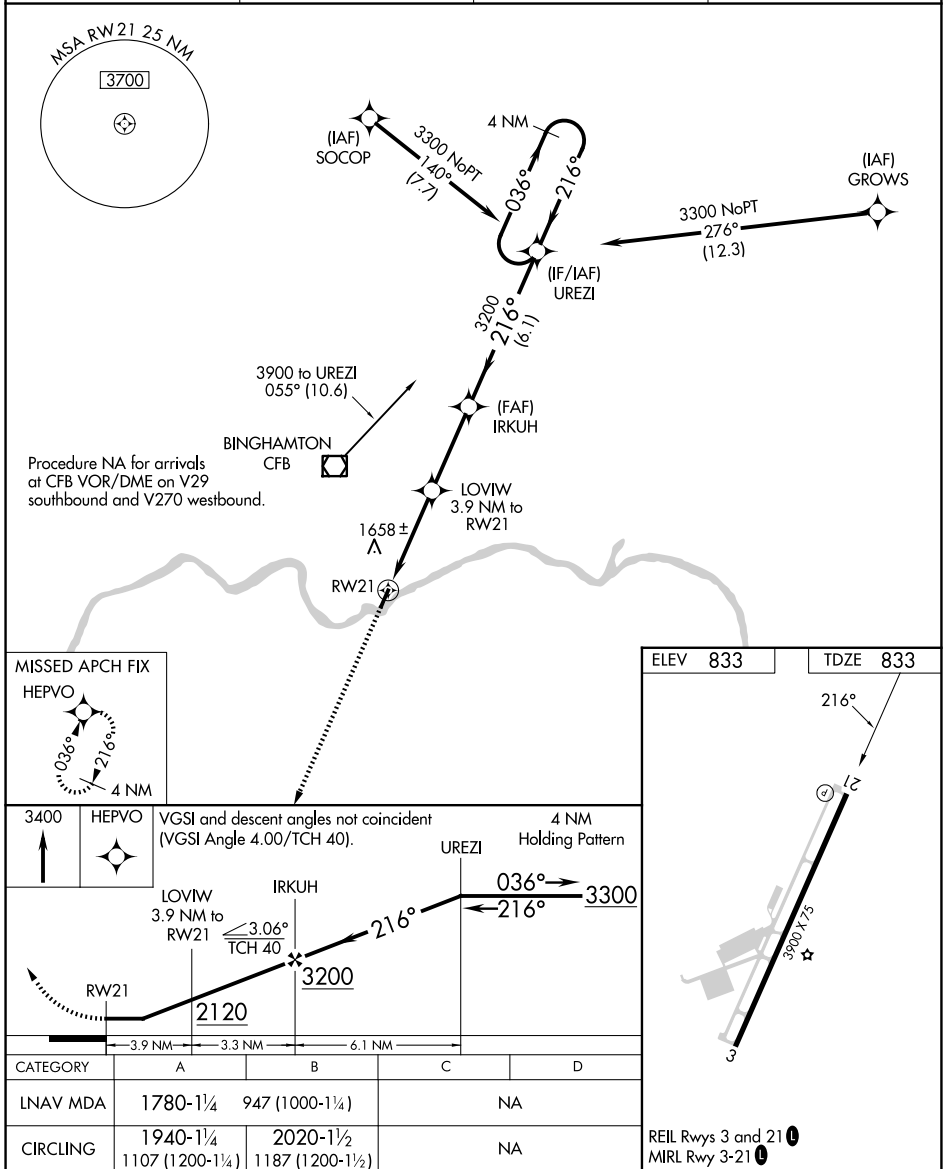 MSA RW21 25 NM
3700
(IAF)
SOCOP
3300 NoPT
140°
(7.7)
4 NM
036°
216°
(IAF)
GROWS
3300 NoPT
276°
(12.3)
(IF/IAF)
UREZI
3200
216°
(6.1)
3900 to UREZI
055° (10.6)
(FAF)
IRKUH
BINGHAMTON
CFB
Procedure NA for arrivals
at CFB VOR/DME on V29
southbound and V270 westbound.
LOVIW
3.9 NM to
RW21
1658 ±
RW21
MISSED APCH FIX
HEPVO
036°
216°
4 NM
ELEV 833
TDZE 833
216°
P
21
3900 X 75
3
REIL Rwys 3 and 21 L
MIRL Rwy 3-21 L
3400
HEPVO
VGSI and descent angles not coincident
(VGSI Angle 4.00/TCH 40).
4 NM
Holding Pattern
UREZI
036°
216°
3300
IRKUH
LOVIW
3.9 NM to
RW21
3.06°
TCH 40
216°
3200
RW21
2120
3.9 NM
3.3 NM
6.1 NM
CATEGORY A B C D
LNAV MDA 1780-1¼ 947 (1000-1¼) NA
CIRCLING 1940-1¼ 2020-1½ NA
1107 (1200-1¼) 1187 (1200-1½)